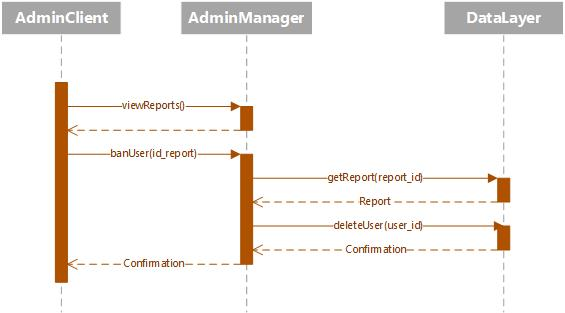 AdminClient
AdminManager
DataLayer
viewReports()
banUser(id_report)
getReport(report_id)
Report
deleteUser(user_id)
Confirmation
Confirmation